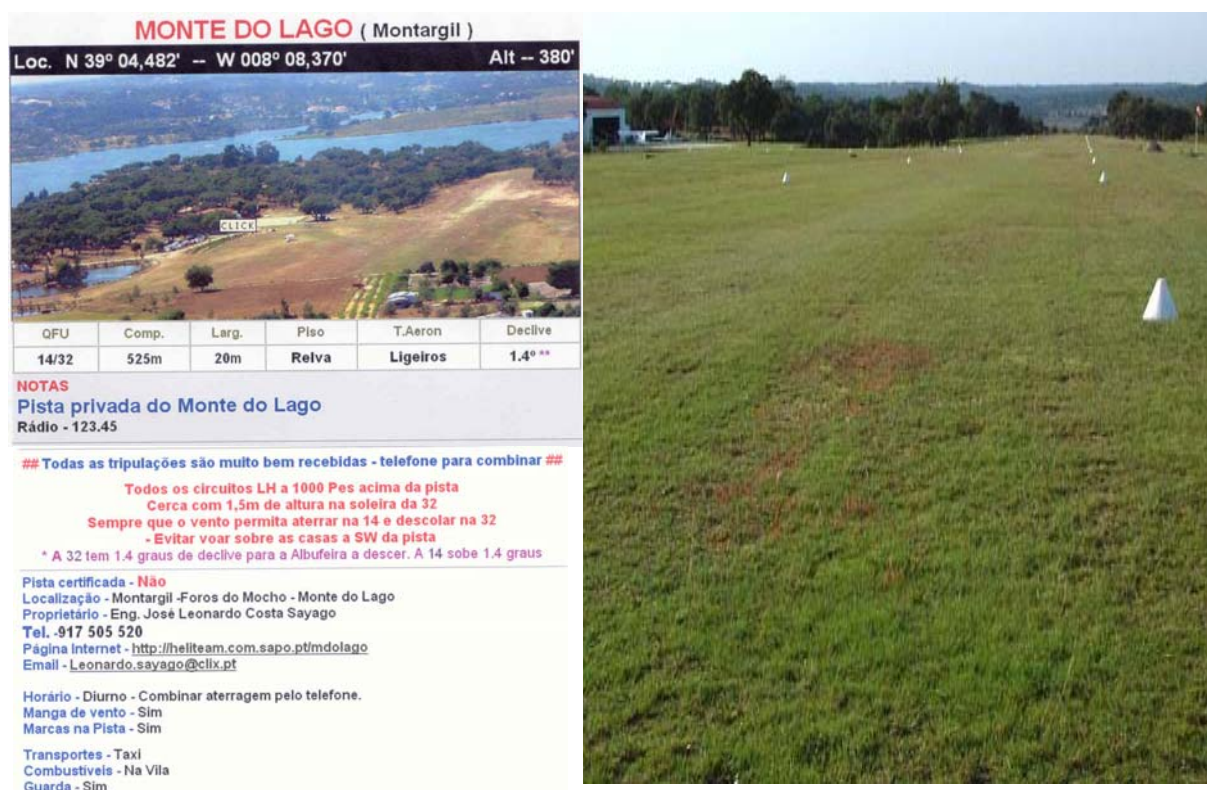 MONTE DO LAGO ( Montargil )
Loc. N 39º 04,482' -- W 008º 08,370' Alt -- 380'
CLICK
QFU Comp. Larg. Piso T.Aeron Declive
14/32 525m 20m Relva Ligeiros 1.4º **
NOTAS
Pista privada do Monte do Lago
Rádio - 123.45
## Todas as tripulações são muito bem recebidas - telefone para combinar ##
Todos os circuitos LH a 1000 Pes acima da pista
Cerca com 1,5m de altura na soleira da 32
Sempre que o vento permita aterrar na 14 e descolar na 32
- Evitar voar sobre as casas a SW da pista
* A 32 tem 1.4 graus de declive para a Albufeira a descer. A 14 sobe 1.4 graus
Pista certificada - Não
Localização - Montargil -Foros do Mocho - Monte do Lago
Proprietário - Eng. José Leonardo Costa Sayago
Tel. -917 505 520
Página Internet - http://heliteam.com.sapo.pt/mdolago
Email - Leonardo.sayago@clix.pt
Horário - Diurno - Combinar aterragem pelo telefone.
Manga de vento - Sim
Marcas na Pista - Sim
Transportes - Taxi
Combustíveis - Na Vila
Guarda - Sim